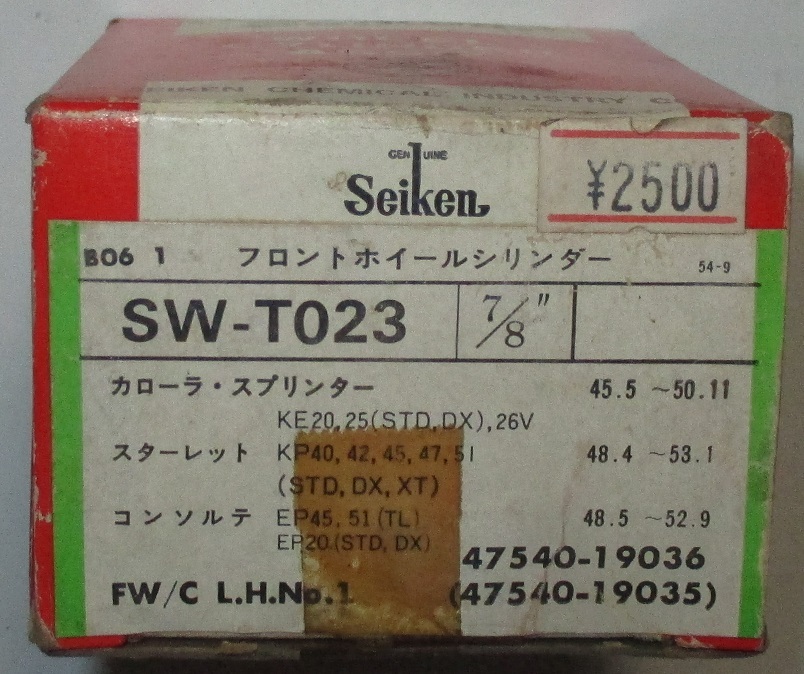 SEIKEN CHEMICAL INDUSTRY C
GENUINE
Seiken
¥2500
B06 1 フロントホイールシリンダー 54-9
SW-T023 7/8"
カローラ・スプリンター 45.5 ~50.11
KE20,25(STD,DX),26V
スターレット KP40, 42, 45, 47, 51 48.4 ~53.1
(STD, DX, XT)
コンソルテ EP45, 51 (TL) 48.5 ~52.9
EP20.(STD, DX)
47540-19036
FW/C L.H.No.1 (47540-19035)